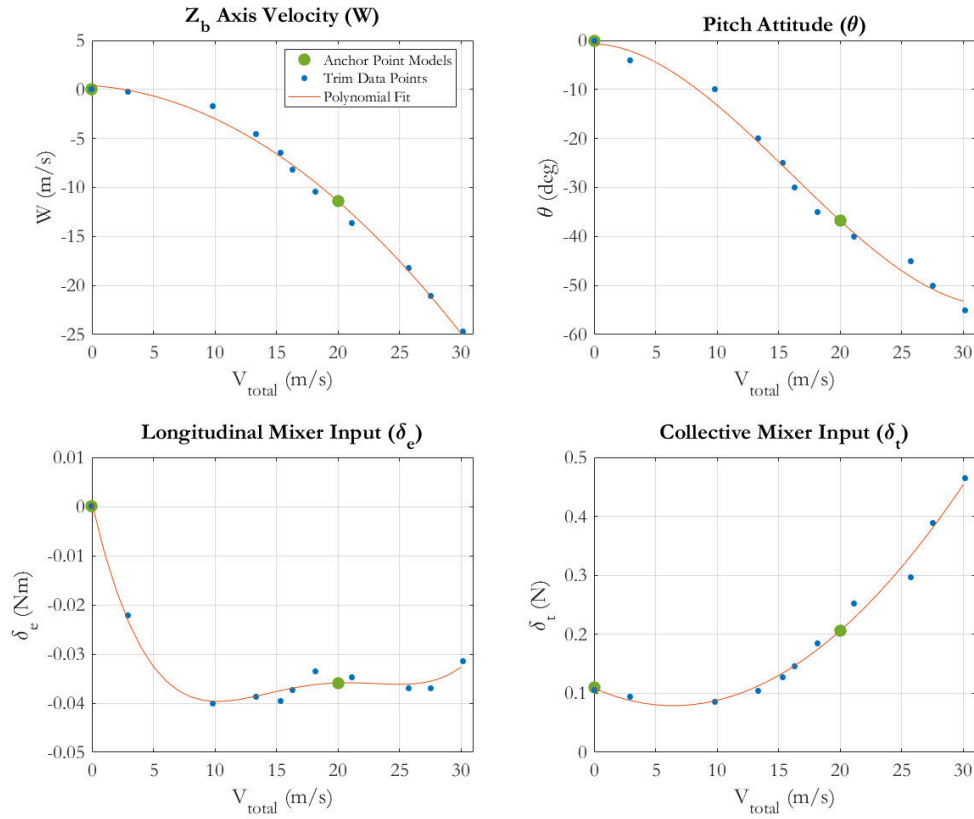 Z_b Axis Velocity (W)
5
0
-5
-10
-15
-20
-25
W (m/s)
Anchor Point Models
Trim Data Points
Polynomial Fit
0 5 10 15 20 25 30
V_total (m/s)
Pitch Attitude (θ)
0
-10
-20
-30
-40
-50
-60
θ (deg)
0 5 10 15 20 25 30
V_total (m/s)
Longitudinal Mixer Input (δ_e)
0.01
0
-0.01
-0.02
-0.03
-0.04
-0.05
δ_e (Nm)
0 5 10 15 20 25 30
V_total (m/s)
Collective Mixer Input (δ_t)
0.5
0.4
0.3
0.2
0.1
0
δ_t (N)
0 5 10 15 20 25 30
V_total (m/s)